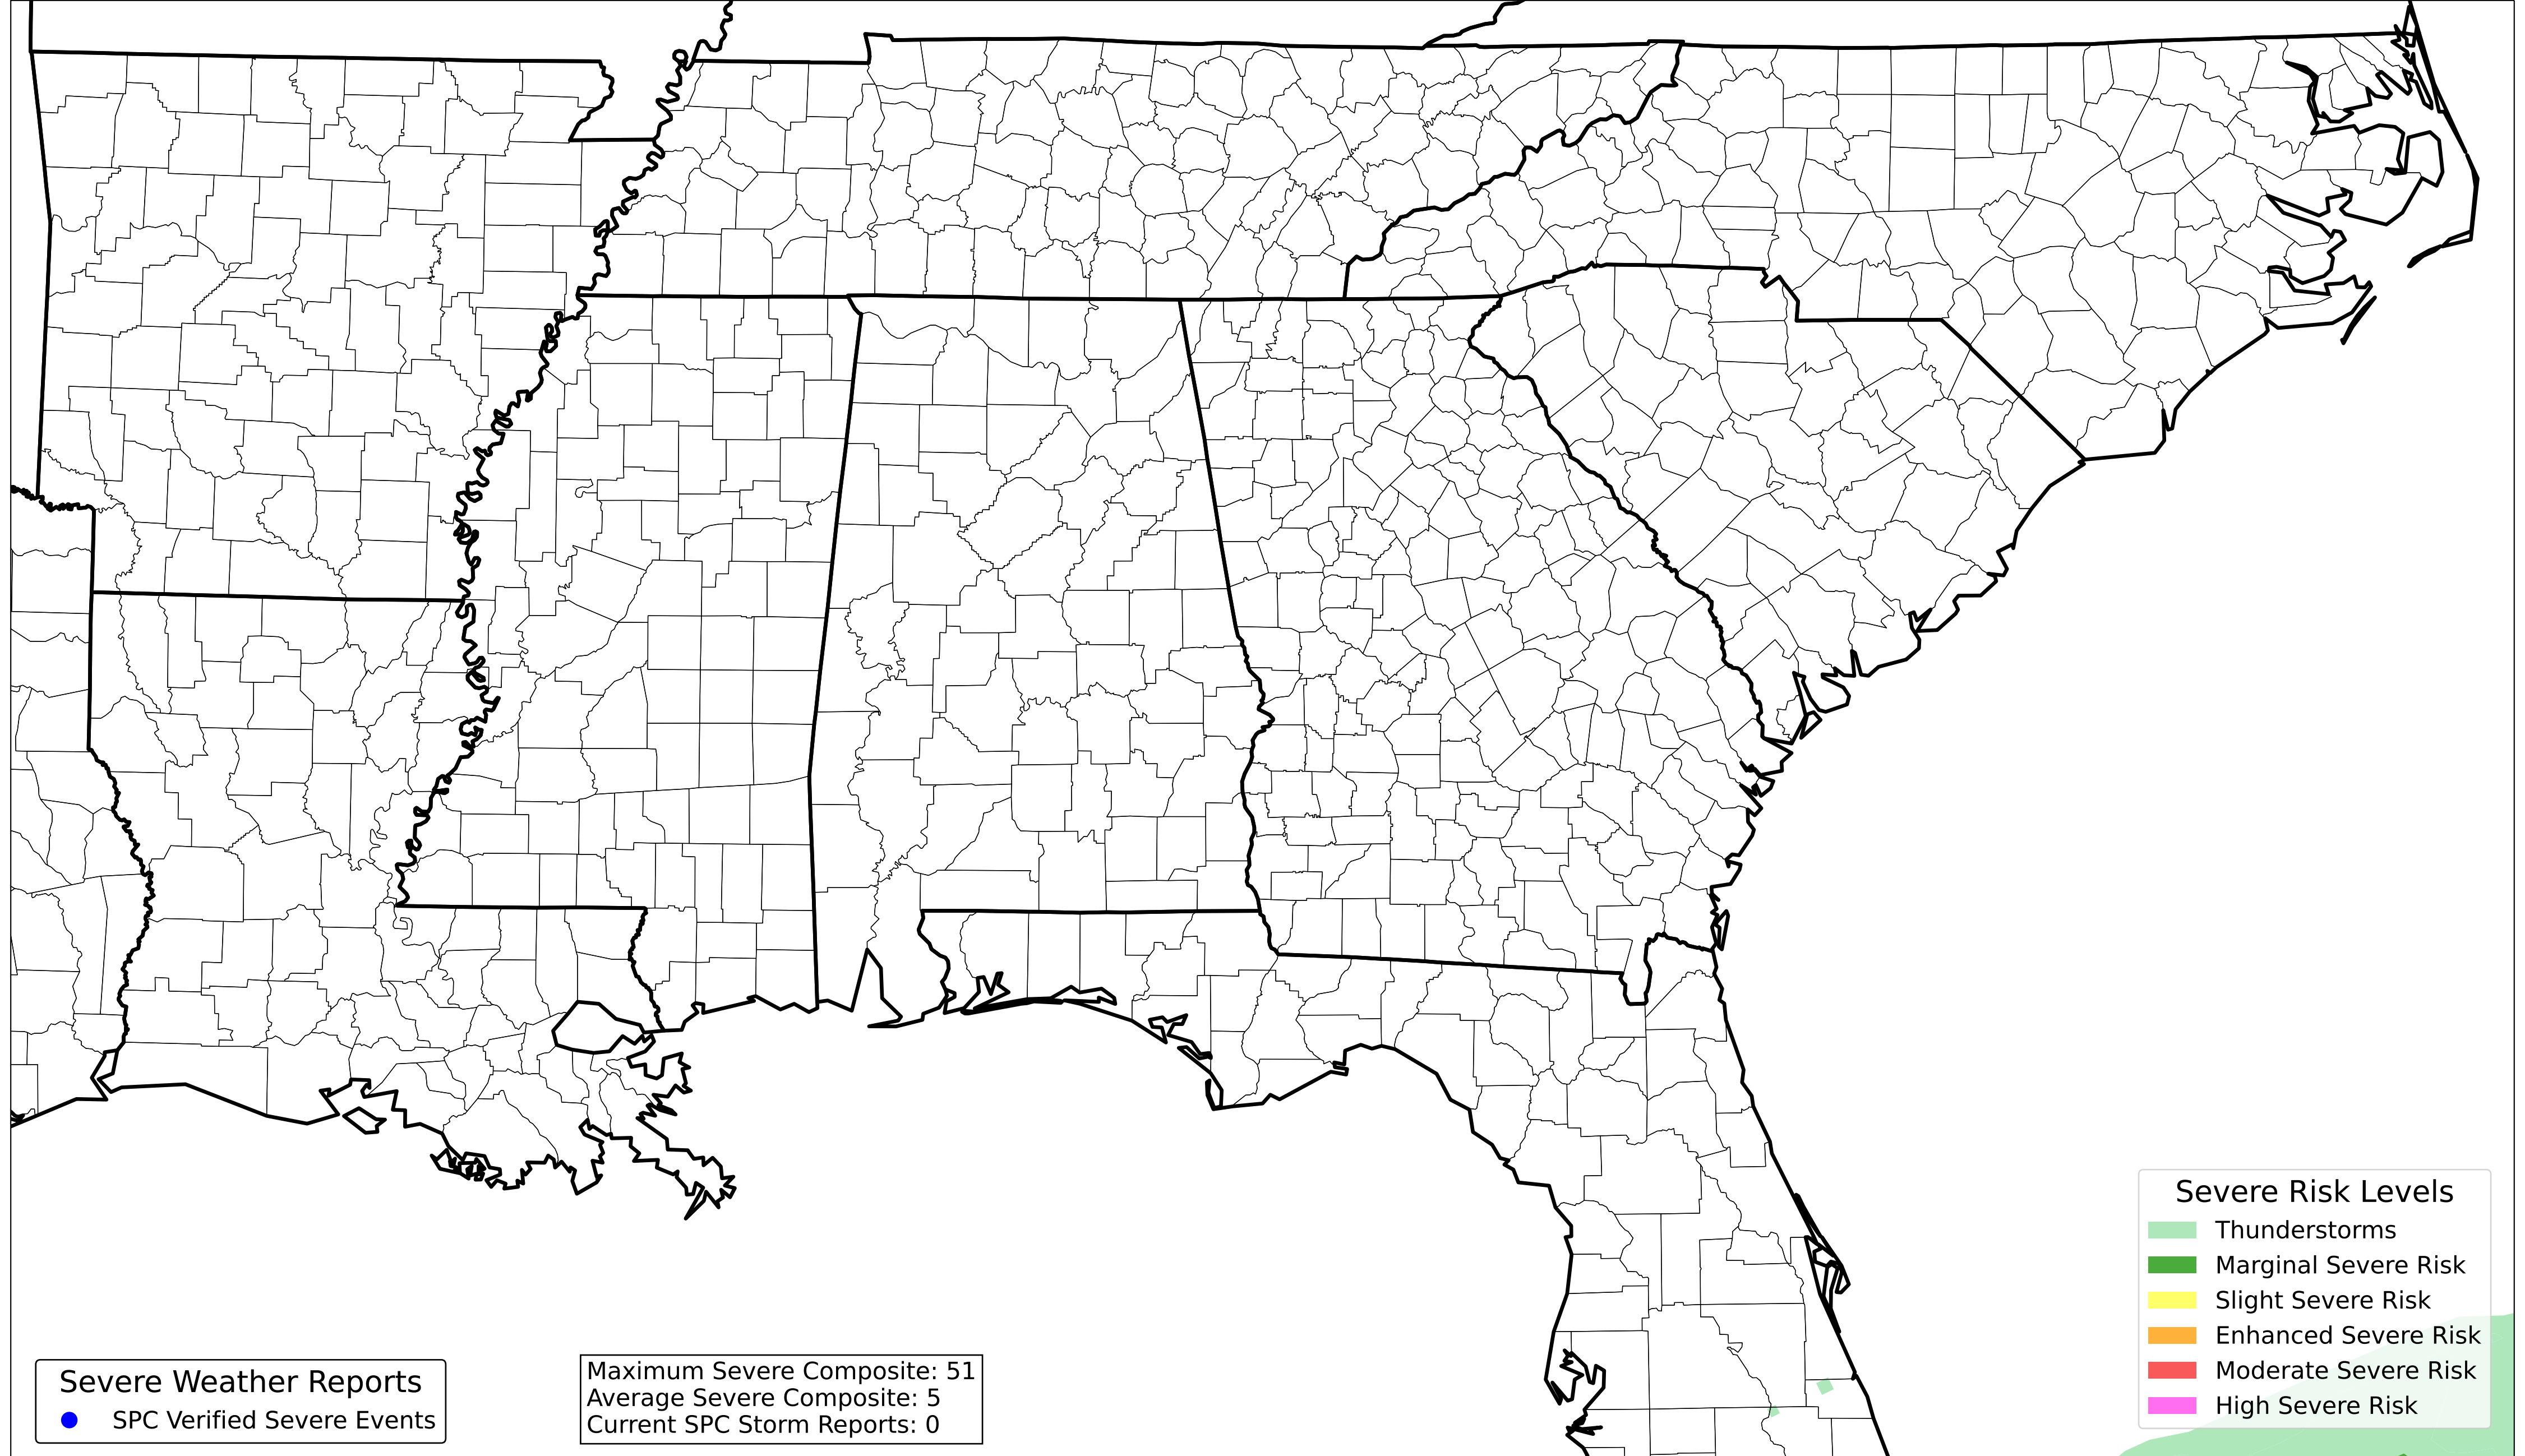 Severe Weather Reports
SPC Verified Severe Events
Maximum Severe Composite: 51
Average Severe Composite: 5
Current SPC Storm Reports: 0
Severe Risk Levels
Thunderstorms
Marginal Severe Risk
Slight Severe Risk
Enhanced Severe Risk
Moderate Severe Risk
High Severe Risk